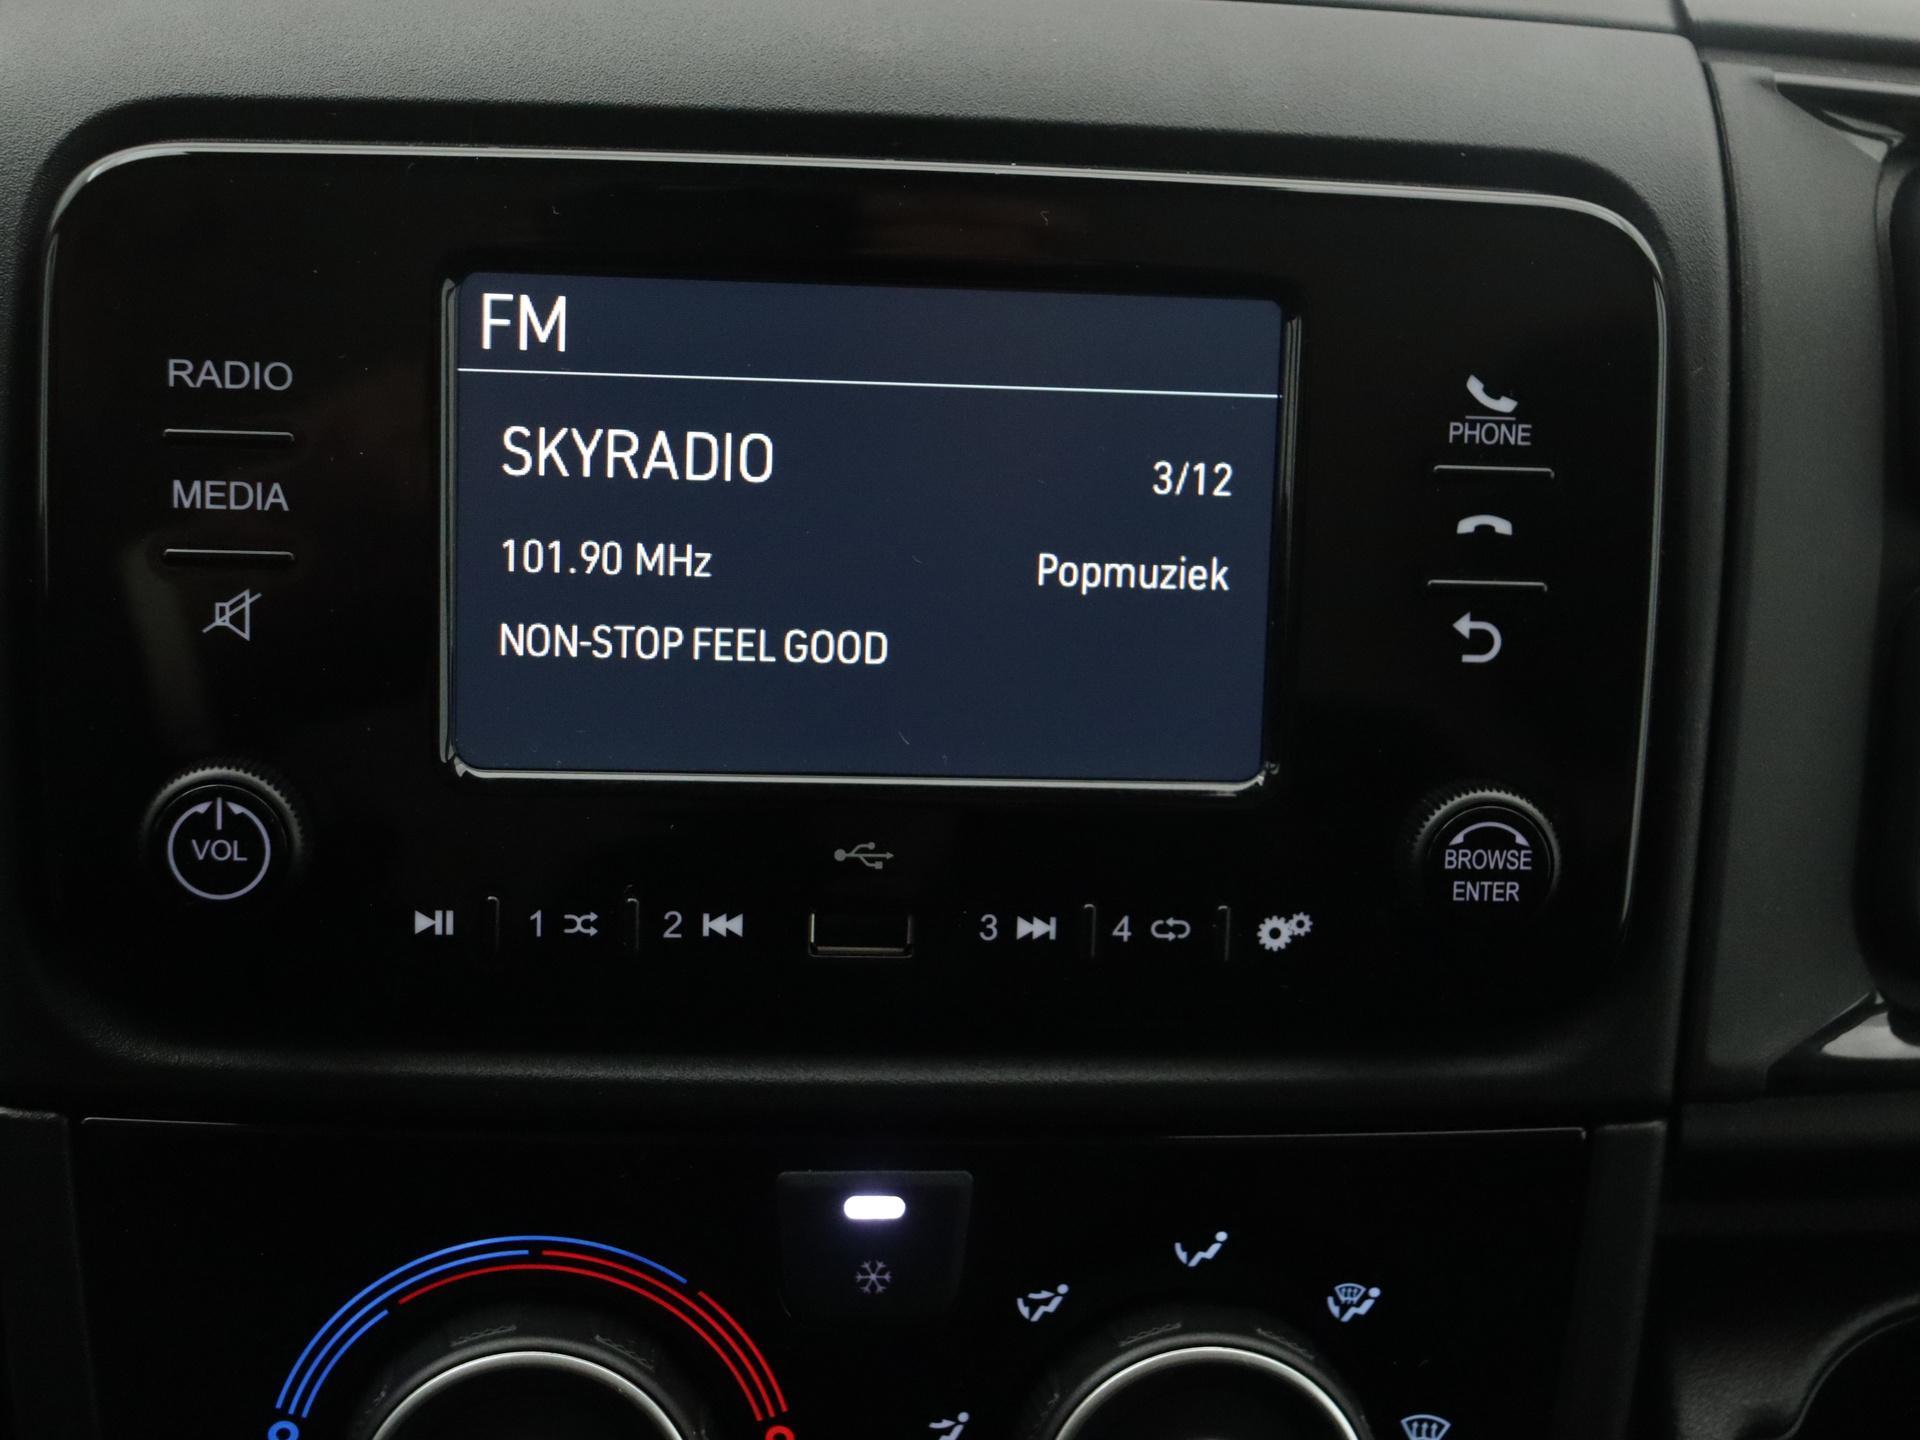 FM
RADIO
MEDIA
SKYRADIO
3/12
101.90 MHz
Popmuziek
NON-STOP FEEL GOOD
PHONE
VOL
BROWSE
ENTER
1
2
3
4